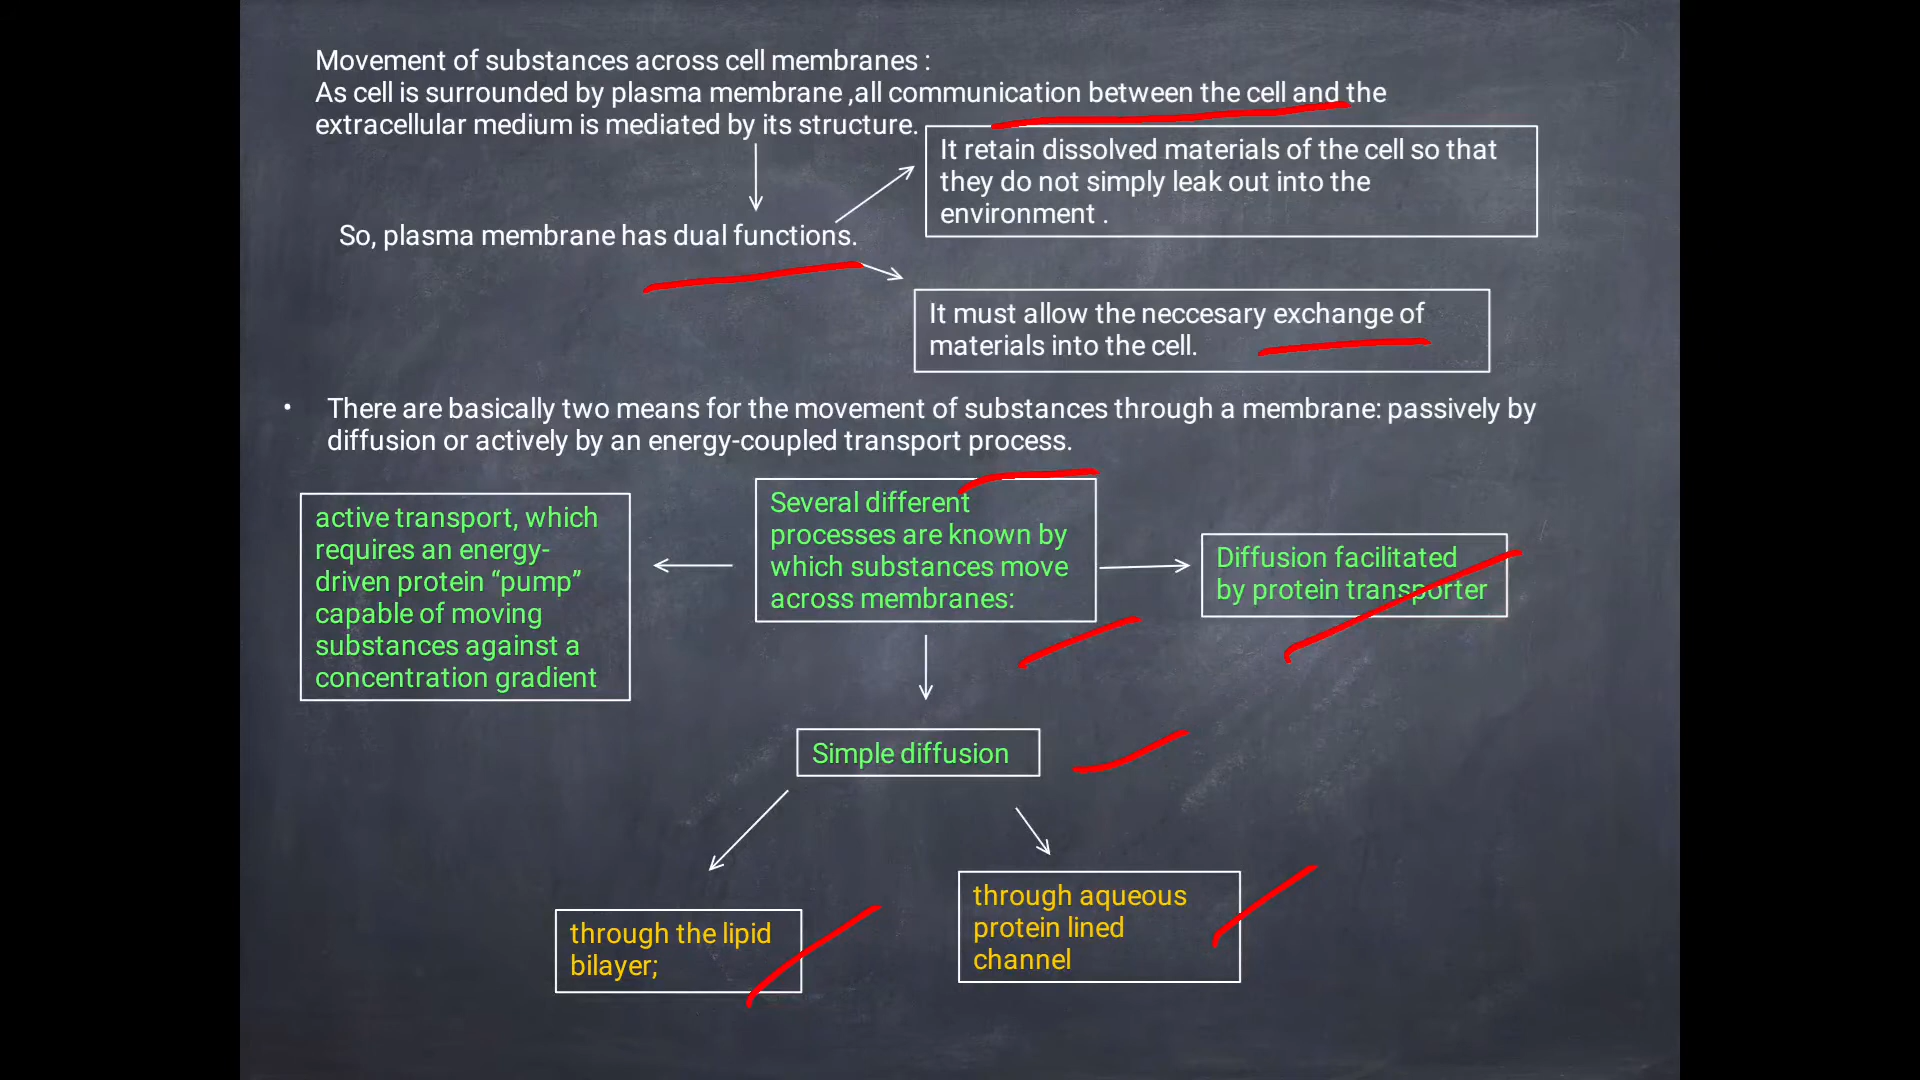 Movement of substances across cell membranes :
As cell is surrounded by plasma membrane ,all communication between the cell and the
extracellular medium is mediated by its structure.
It retain dissolved materials of the cell so that
they do not simply leak out into the
environment .
So, plasma membrane has dual functions.
It must allow the neccesary exchange of
materials into the cell.
• There are basically two means for the movement of substances through a membrane: passively by
diffusion or actively by an energy-coupled transport process.
active transport, which
requires an energy-
driven protein “pump”
capable of moving
substances against a
concentration gradient
Several different
processes are known by
which substances move
across membranes:
Diffusion facilitated
by protein transporter
Simple diffusion
through the lipid
bilayer;
through aqueous
protein lined
channel